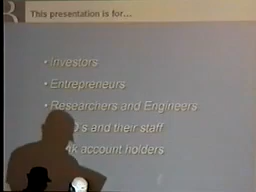 This presentation is for...
• Investors
• Entrepreneurs
• Researchers and Engineers
s and their staff
account holders